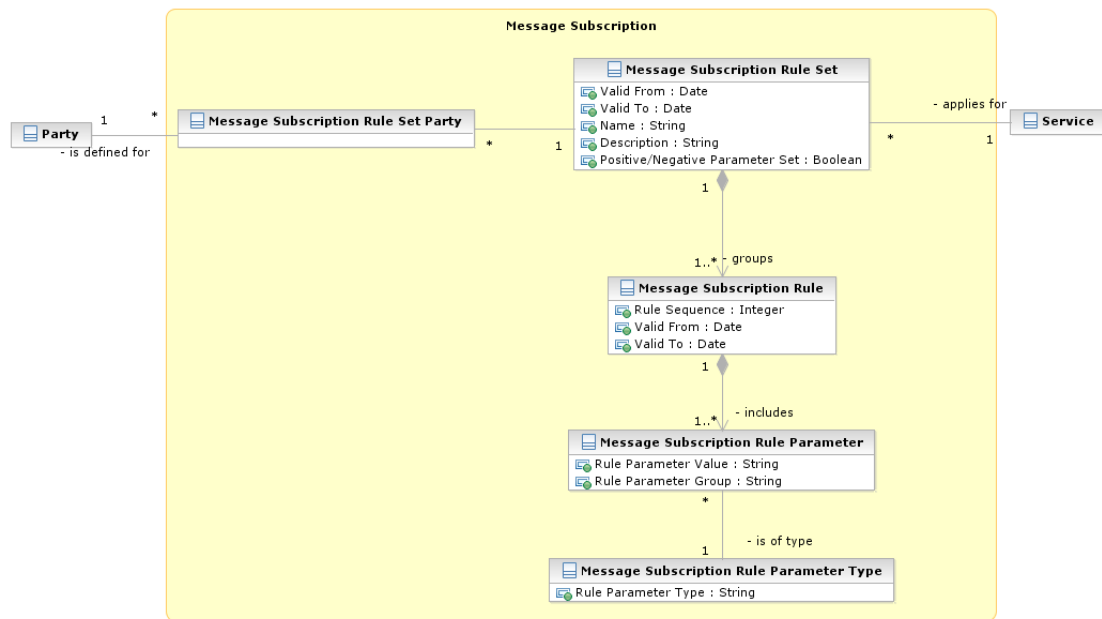 Message Subscription
Message Subscription Rule Set
Valid From : Date
Valid To : Date
Name : String
Description : String
Positive/Negative Parameter Set : Boolean
- applies for
Service
*
1
Party
1
*
- is defined for
Message Subscription Rule Set Party
*
1
1
1..*
- groups
Message Subscription Rule
Rule Sequence : Integer
Valid From : Date
Valid To : Date
1
- includes
1..*
Message Subscription Rule Parameter
Rule Parameter Value : String
Rule Parameter Group : String
*
- is of type
1
Message Subscription Rule Parameter Type
Rule Parameter Type : String